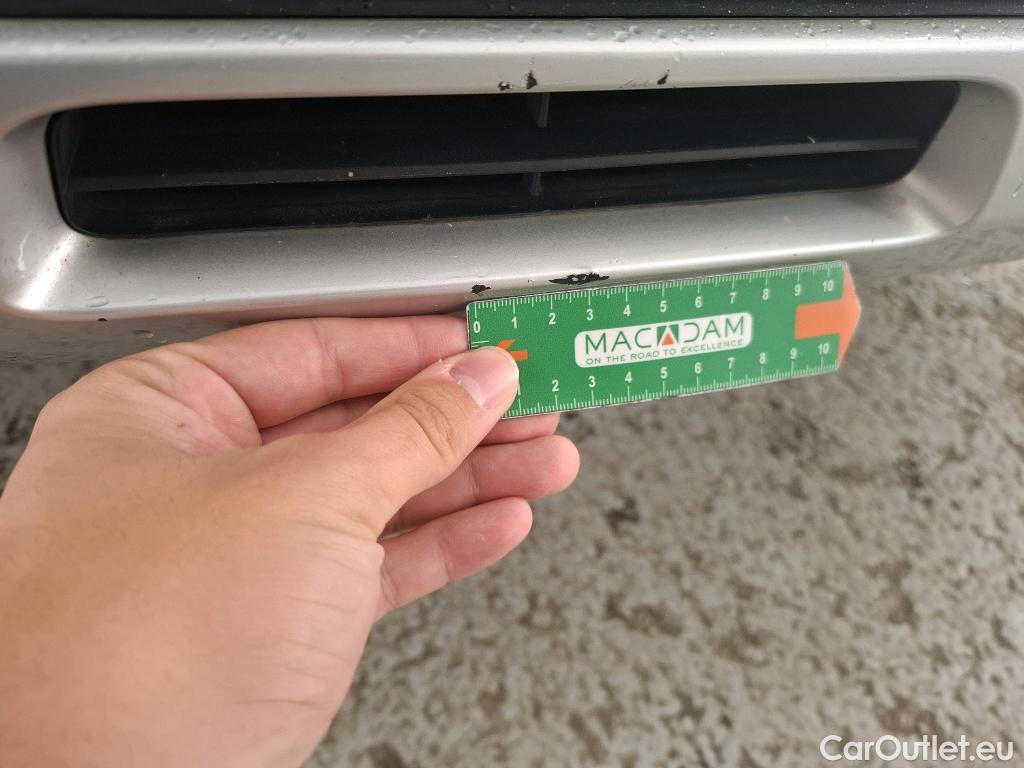 0 1 2 3 4 5 6 7 8 9 10
MACADAM
ON THE ROAD TO EXCELLENCE
1 2 3 4 5 6 7 8 9 10
CarOutlet.eu